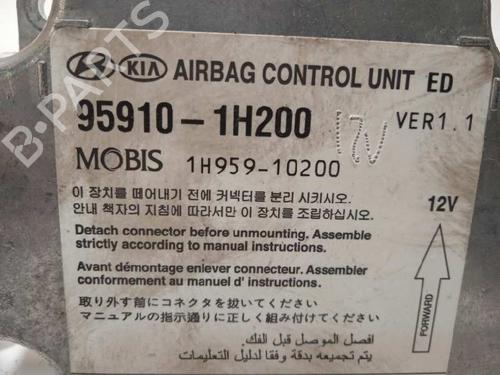 KIA AIRBAG CONTROL UNIT ED
95910-1H200
VER1.1
MOBIS 1H959-10200
이 장치를 떼어내기 전에 커넥터를 분리 시키시오.
안내 책자의 지침에 따라서만 이 장치를 조립하십시오.
12V
Detach connector before unmounting. Assemble
strictly according to manual instructions.
Avant démontage enlever connecteur. Assembler
conformement au manuel d' instructions.
FORWARD
取り外す前にコネクタを抜いてください
マニュアルの指示通りに正しく組み付けてください
افصل الموصول قبل الفك.
يتم تجميعه بدقة وفقا لدليل التعليمات
B-PARTS